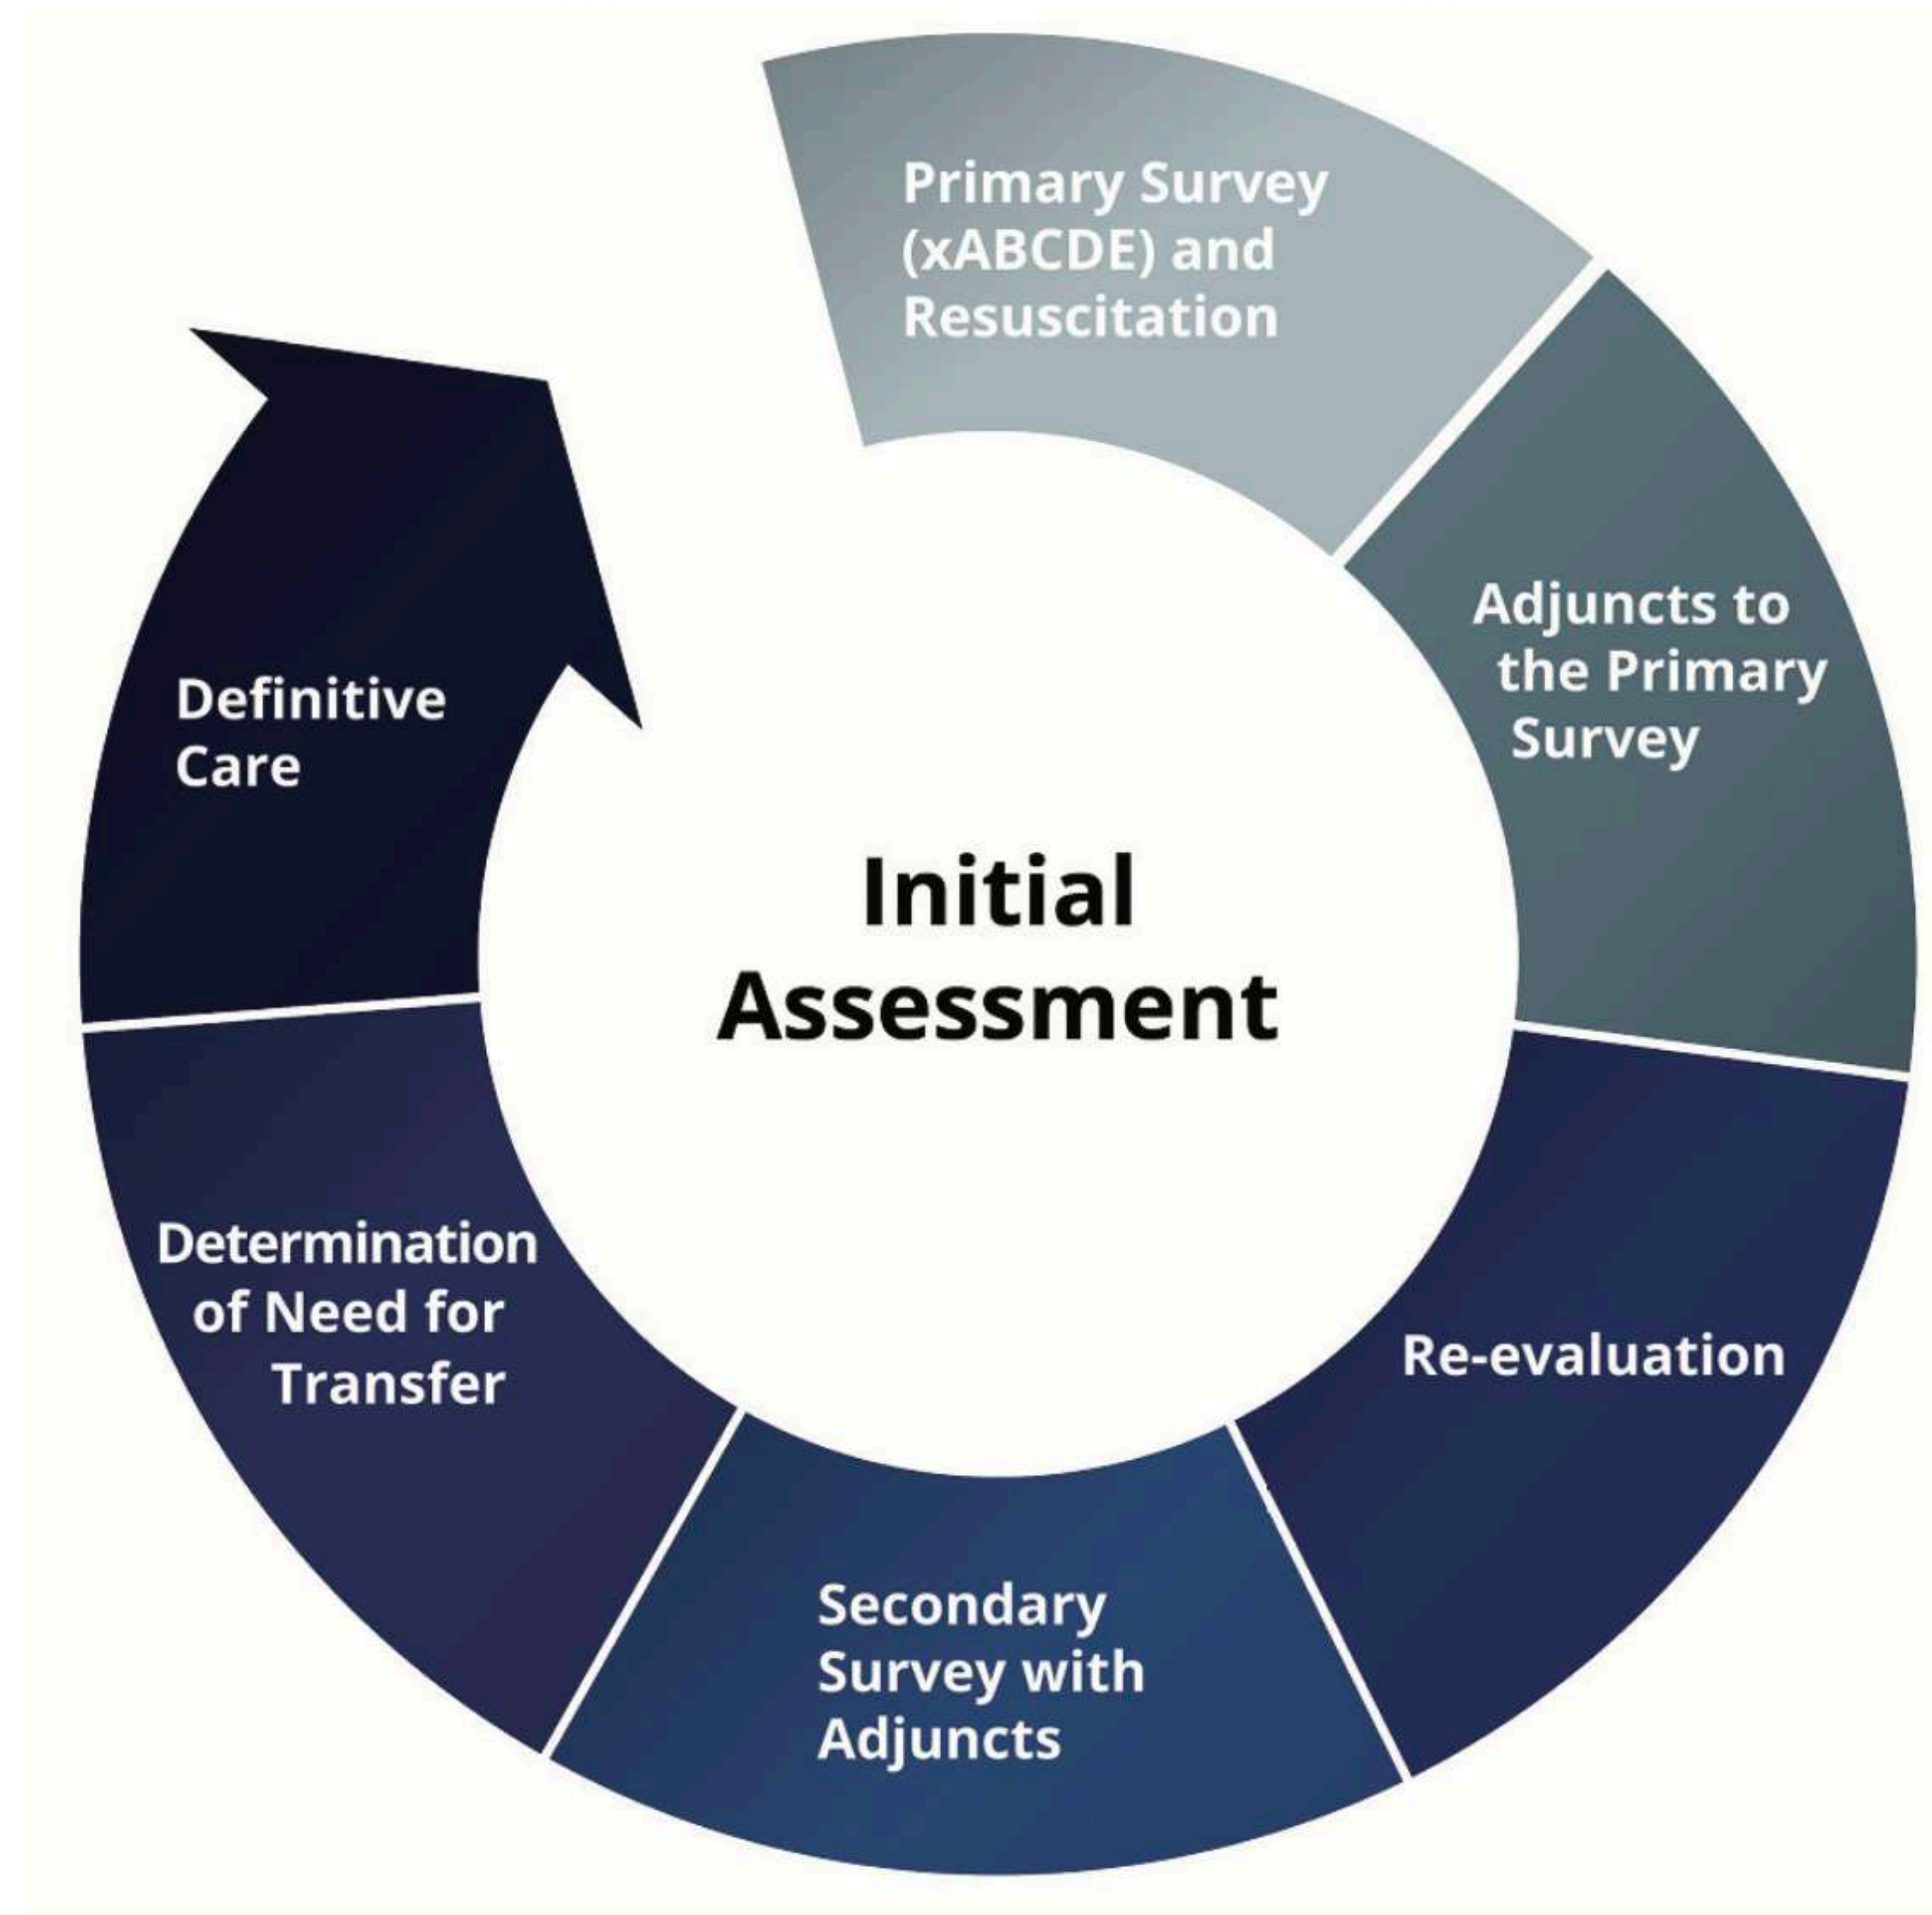 Primary Survey
(xABCDE) and
Resuscitation
Adjuncts to
the Primary
Survey
Re-evaluation
Secondary
Survey with
Adjuncts
Determination
of Need for
Transfer
Definitive
Care
Initial
Assessment